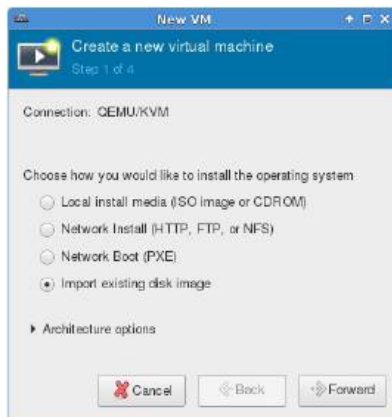 New VM
Create a new virtual machine
Step 1 of 4
Connection: QEMU/KVM
Choose how you would like to install the operating system
Local install media (ISO image or CDROM)
Network Install (HTTP, FTP, or NFS)
Network Boot (PXE)
Import existing disk image
Architecture options
Cancel Back Forward